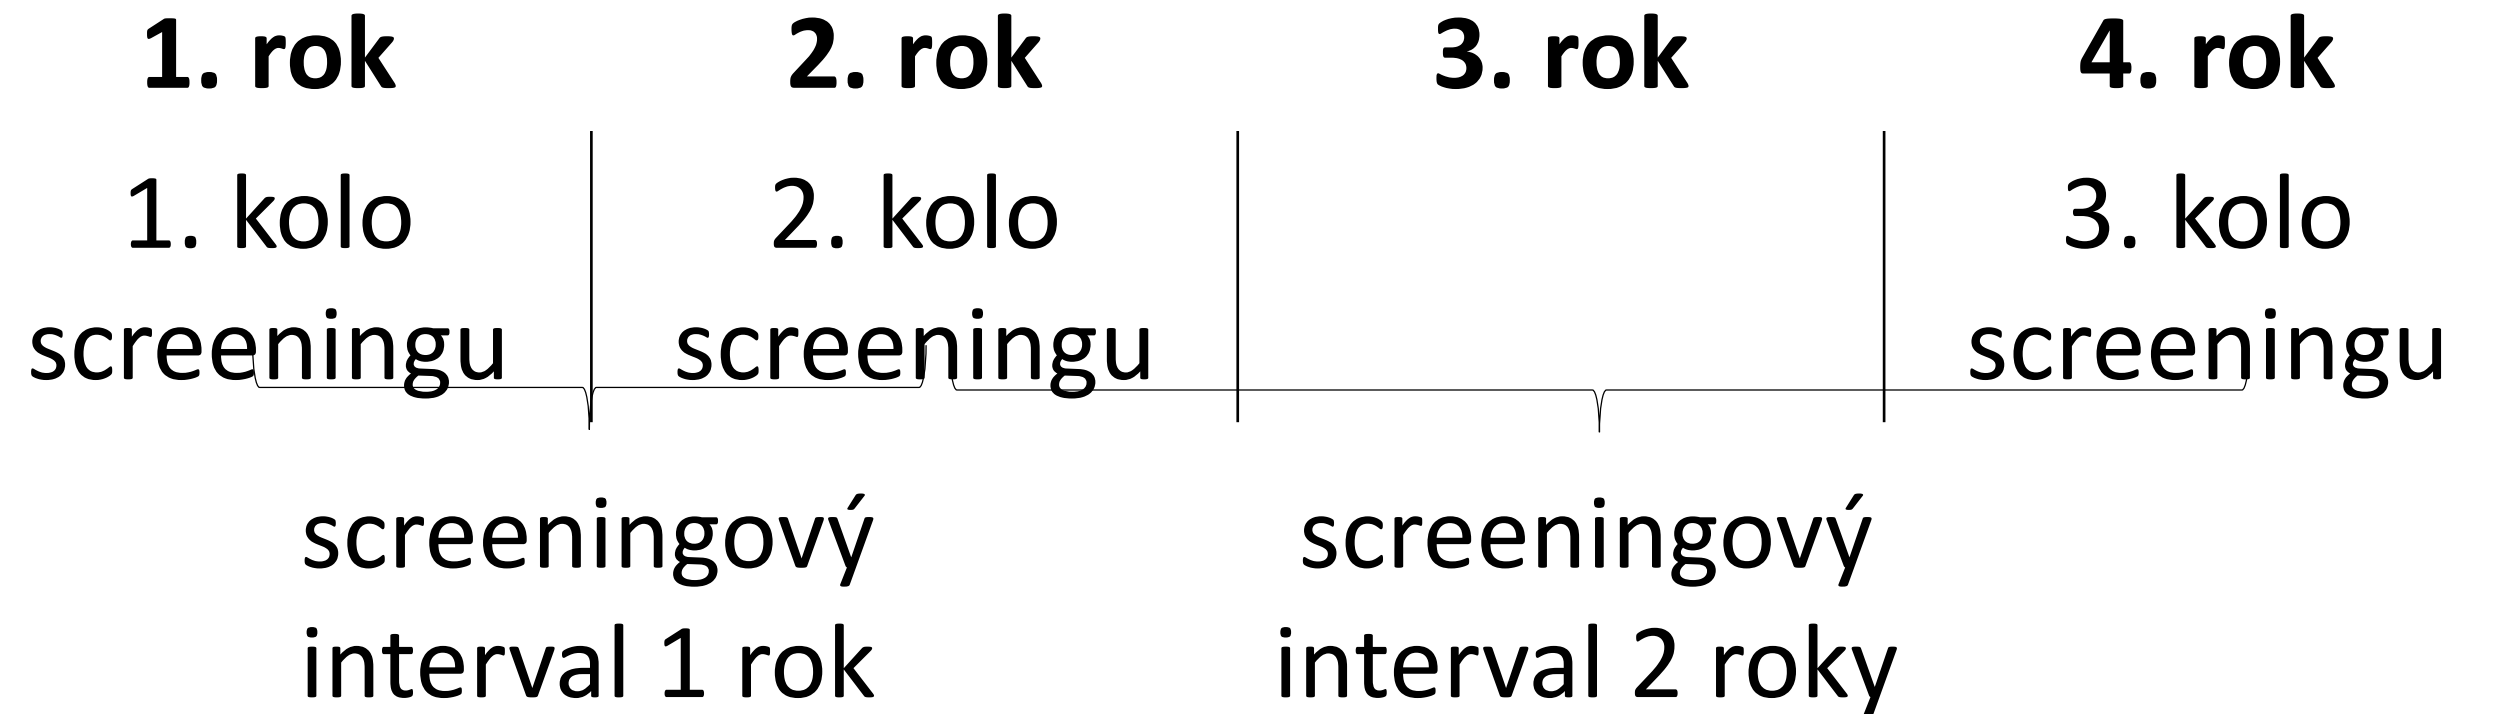 1. rok
2. rok
3. rok
4. rok
1. kolo
screeningu
2. kolo
screeningu
3. kolo
screeningu
screeningový
interval 1 rok
screeningový
interval 2 roky